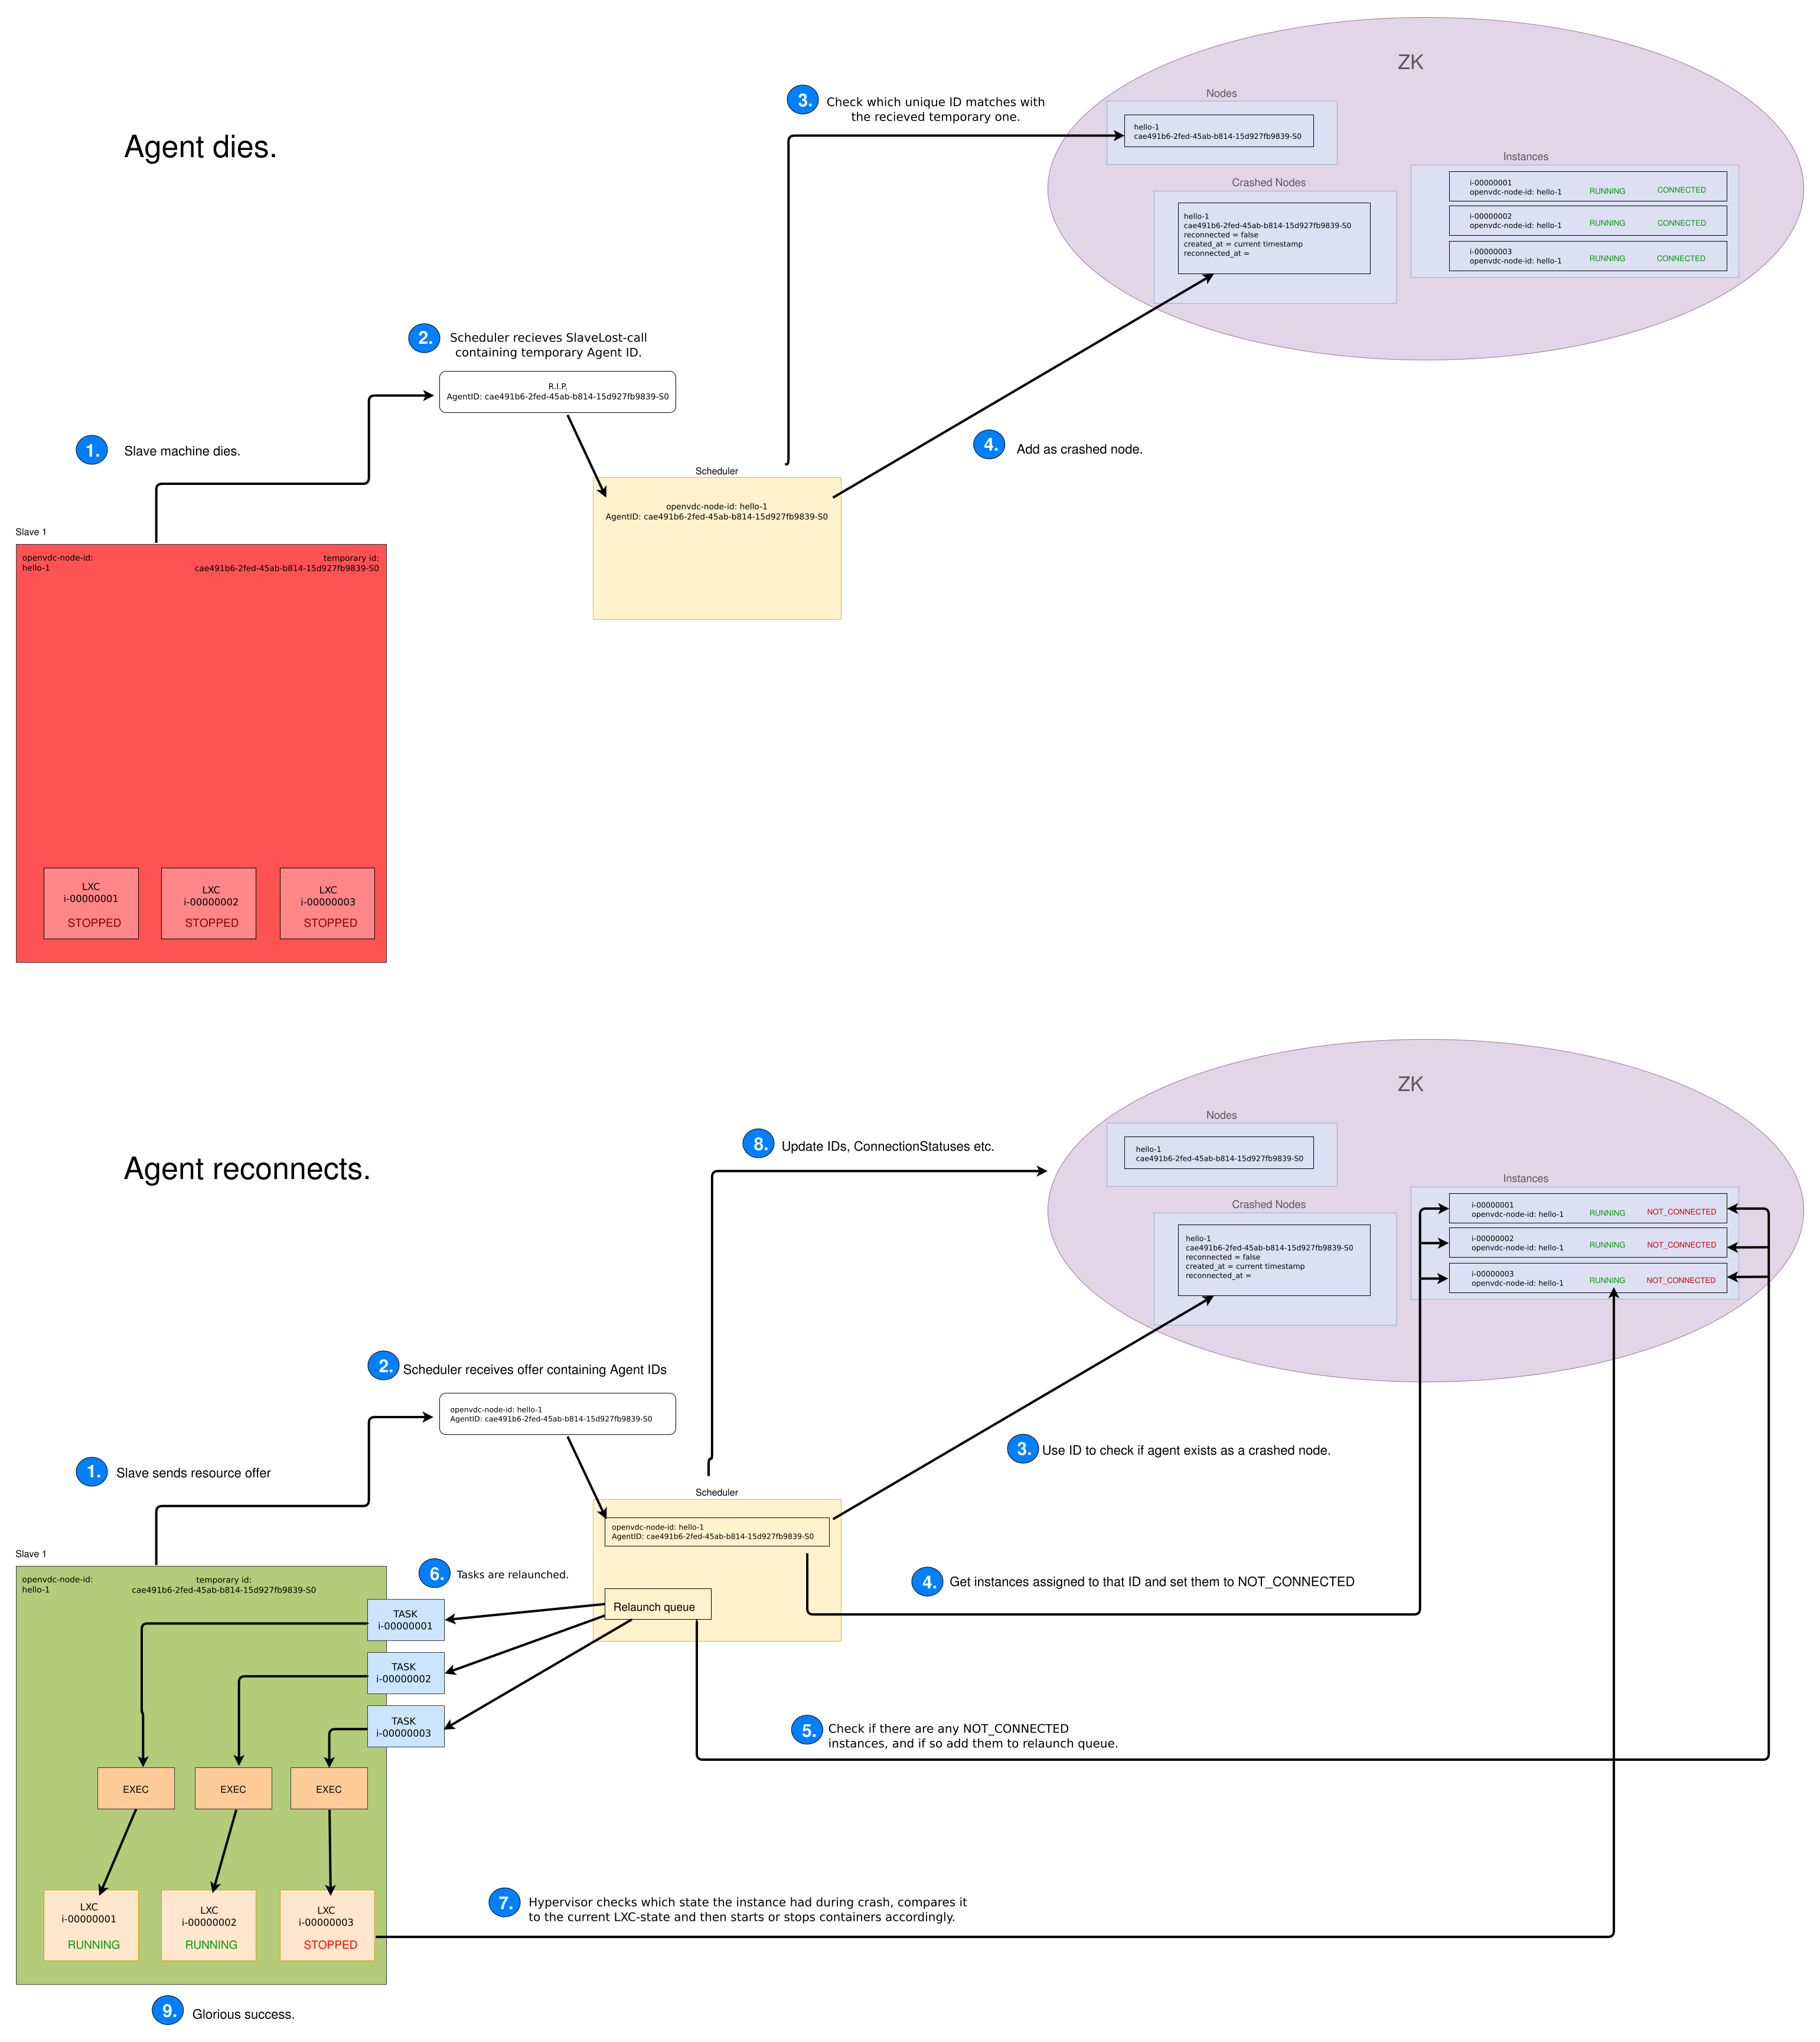 Agent dies.
ZK
Nodes
hello-1
cae491b6-2fed-45ab-b814-15d927fb9839-S0
Crashed Nodes
hello-1
cae491b6-2fed-45ab-b814-15d927fb9839-S0
reconnected = false
created_at = current timestamp
reconnected_at =
Instances
i-00000001
openvdc-node-id: hello-1 RUNNING CONNECTED
i-00000002
openvdc-node-id: hello-1 RUNNING CONNECTED
i-00000003
openvdc-node-id: hello-1 RUNNING CONNECTED
3. Check which unique ID matches with
the recieved temporary one.
2. Scheduler recieves SlaveLost-call
containing temporary Agent ID.
R.I.P.
AgentID: cae491b6-2fed-45ab-b814-15d927fb9839-S0
1. Slave machine dies.
4. Add as crashed node.
Scheduler
openvdc-node-id: hello-1
AgentID: cae491b6-2fed-45ab-b814-15d927fb9839-S0
Slave 1
openvdc-node-id:
hello-1
temporary id:
cae491b6-2fed-45ab-b814-15d927fb9839-S0
LXC
i-00000001
STOPPED
LXC
i-00000002
STOPPED
LXC
i-00000003
STOPPED
Agent reconnects.
ZK
Nodes
hello-1
cae491b6-2fed-45ab-b814-15d927fb9839-S0
Crashed Nodes
hello-1
cae491b6-2fed-45ab-b814-15d927fb9839-S0
reconnected = false
created_at = current timestamp
reconnected_at =
Instances
i-00000001
openvdc-node-id: hello-1 RUNNING NOT_CONNECTED
i-00000002
openvdc-node-id: hello-1 RUNNING NOT_CONNECTED
i-00000003
openvdc-node-id: hello-1 RUNNING NOT_CONNECTED
8. Update IDs, ConnectionStatuses etc.
2. Scheduler receives offer containing Agent IDs
openvdc-node-id: hello-1
AgentID: cae491b6-2fed-45ab-b814-15d927fb9839-S0
1. Slave sends resource offer
3. Use ID to check if agent exists as a crashed node.
Scheduler
openvdc-node-id: hello-1
AgentID: cae491b6-2fed-45ab-b814-15d927fb9839-S0
Relaunch queue
4. Get instances assigned to that ID and set them to NOT_CONNECTED
6. Tasks are relaunched.
Slave 1
openvdc-node-id:
hello-1
temporary id:
cae491b6-2fed-45ab-b814-15d927fb9839-S0
TASK
i-00000001
TASK
i-00000002
TASK
i-00000003
5. Check if there are any NOT_CONNECTED
instances, and if so add them to relaunch queue.
EXEC
EXEC
EXEC
LXC
i-00000001
RUNNING
LXC
i-00000002
RUNNING
LXC
i-00000003
STOPPED
7. Hypervisor checks which state the instance had during crash, compares it
to the current LXC-state and then starts or stops containers accordingly.
9. Glorious success.